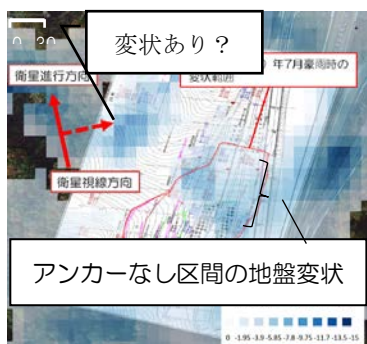 0 20
変状あり？
衛星進行方向
年7月豪雨時の
変状範囲
衛星視線方向
アンカーなし区間の地盤変状
0 -1.95 -3.9 -5.85 -7.8 -9.75 -11.7 -13.5 -15